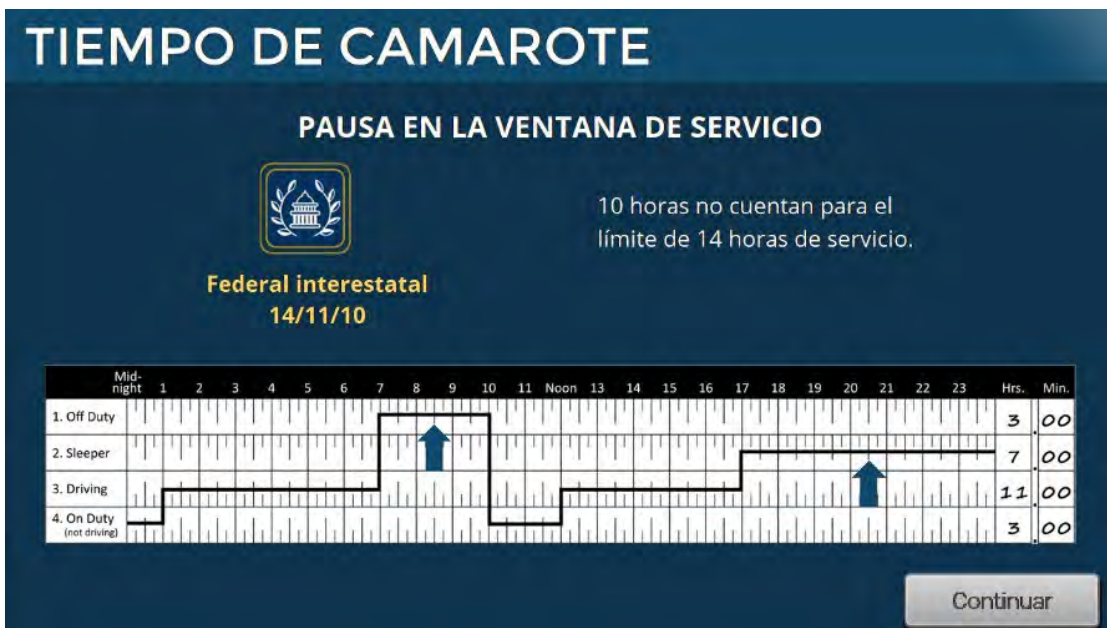 TIEMPO DE CAMAROTE
PAUSA EN LA VENTANA DE SERVICIO
10 horas no cuentan para el
límite de 14 horas de servicio.
Federal interestatal
14/11/10
Mid-
night 1 2 3 4 5 6 7 8 9 10 11 Noon 13 14 15 16 17 18 19 20 21 22 23 Hrs. Min.
1. Off Duty 3 .00
2. Sleeper 7 .00
3. Driving 11 .00
4. On Duty 3 .00
(not driving)
Continuar